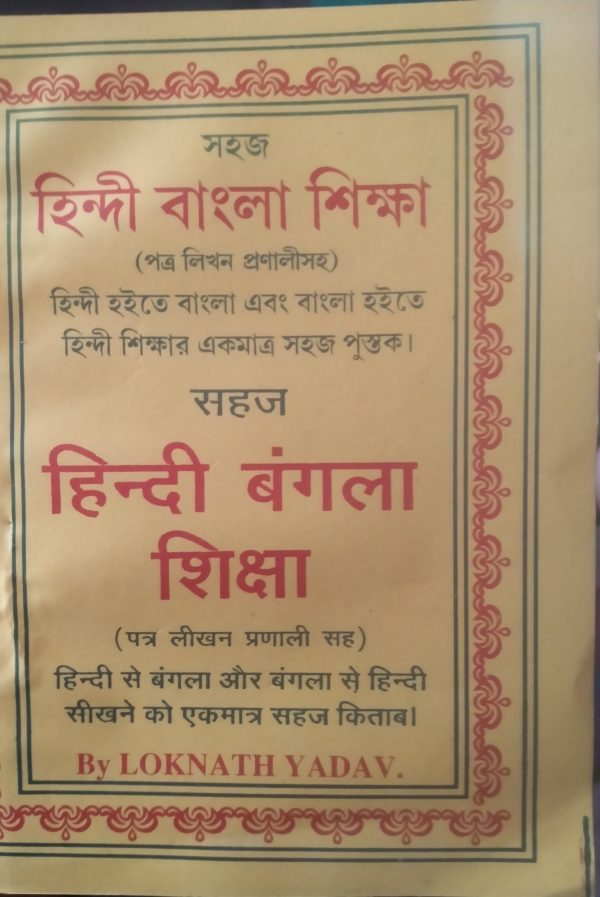 সহজ
হিন্দী বাংলা শিক্ষা
(পত্র লিখন প্রণালীসহ)
হিন্দী হইতে বাংলা এবং বাংলা হইতে
হিন্দী শিক্ষার একমাত্র সহজ পুস্তক।
सहज
हिन्दी बंगला
शिक्षा
(पत्र लीखन प्रणाली सह)
हिन्दी से बंगला और बंगला से हिन्दी
सीखने को एकमात्र सहज किताब।
By LOKNATH YADAV.